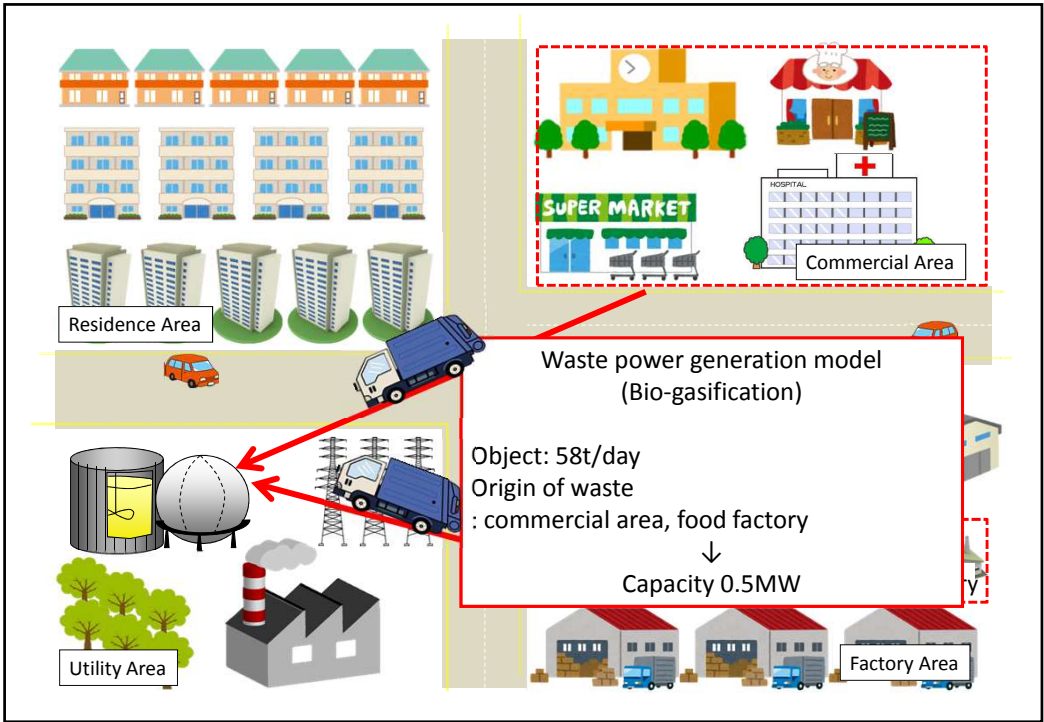 HOSPITAL
SUPER MARKET
Commercial Area
Residence Area
Waste power generation model
(Bio-gasification)
Object: 58t/day
Origin of waste
: commercial area, food factory
↓
Capacity 0.5MW
Utility Area
Factory Area